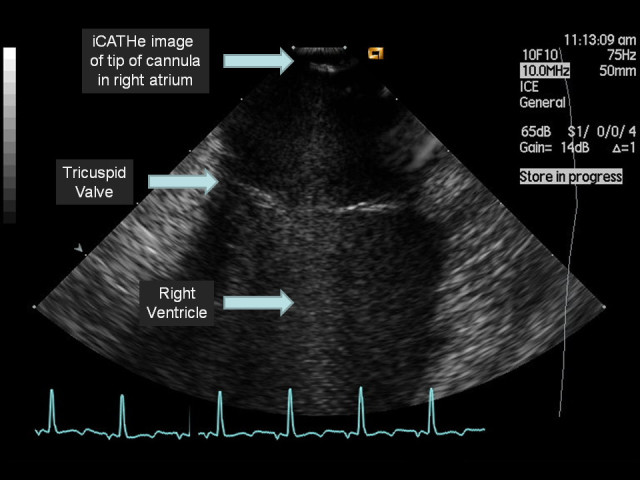 iCATHe image
of tip of cannula
in right atrium
11:13:09 am
10F10 75Hz
10.0MHz 50mm
ICE
General
65dB S1/ 0/0/4
Gain= 14dB Δ=1
Store in progress
Tricuspid
Valve
Right
Ventricle